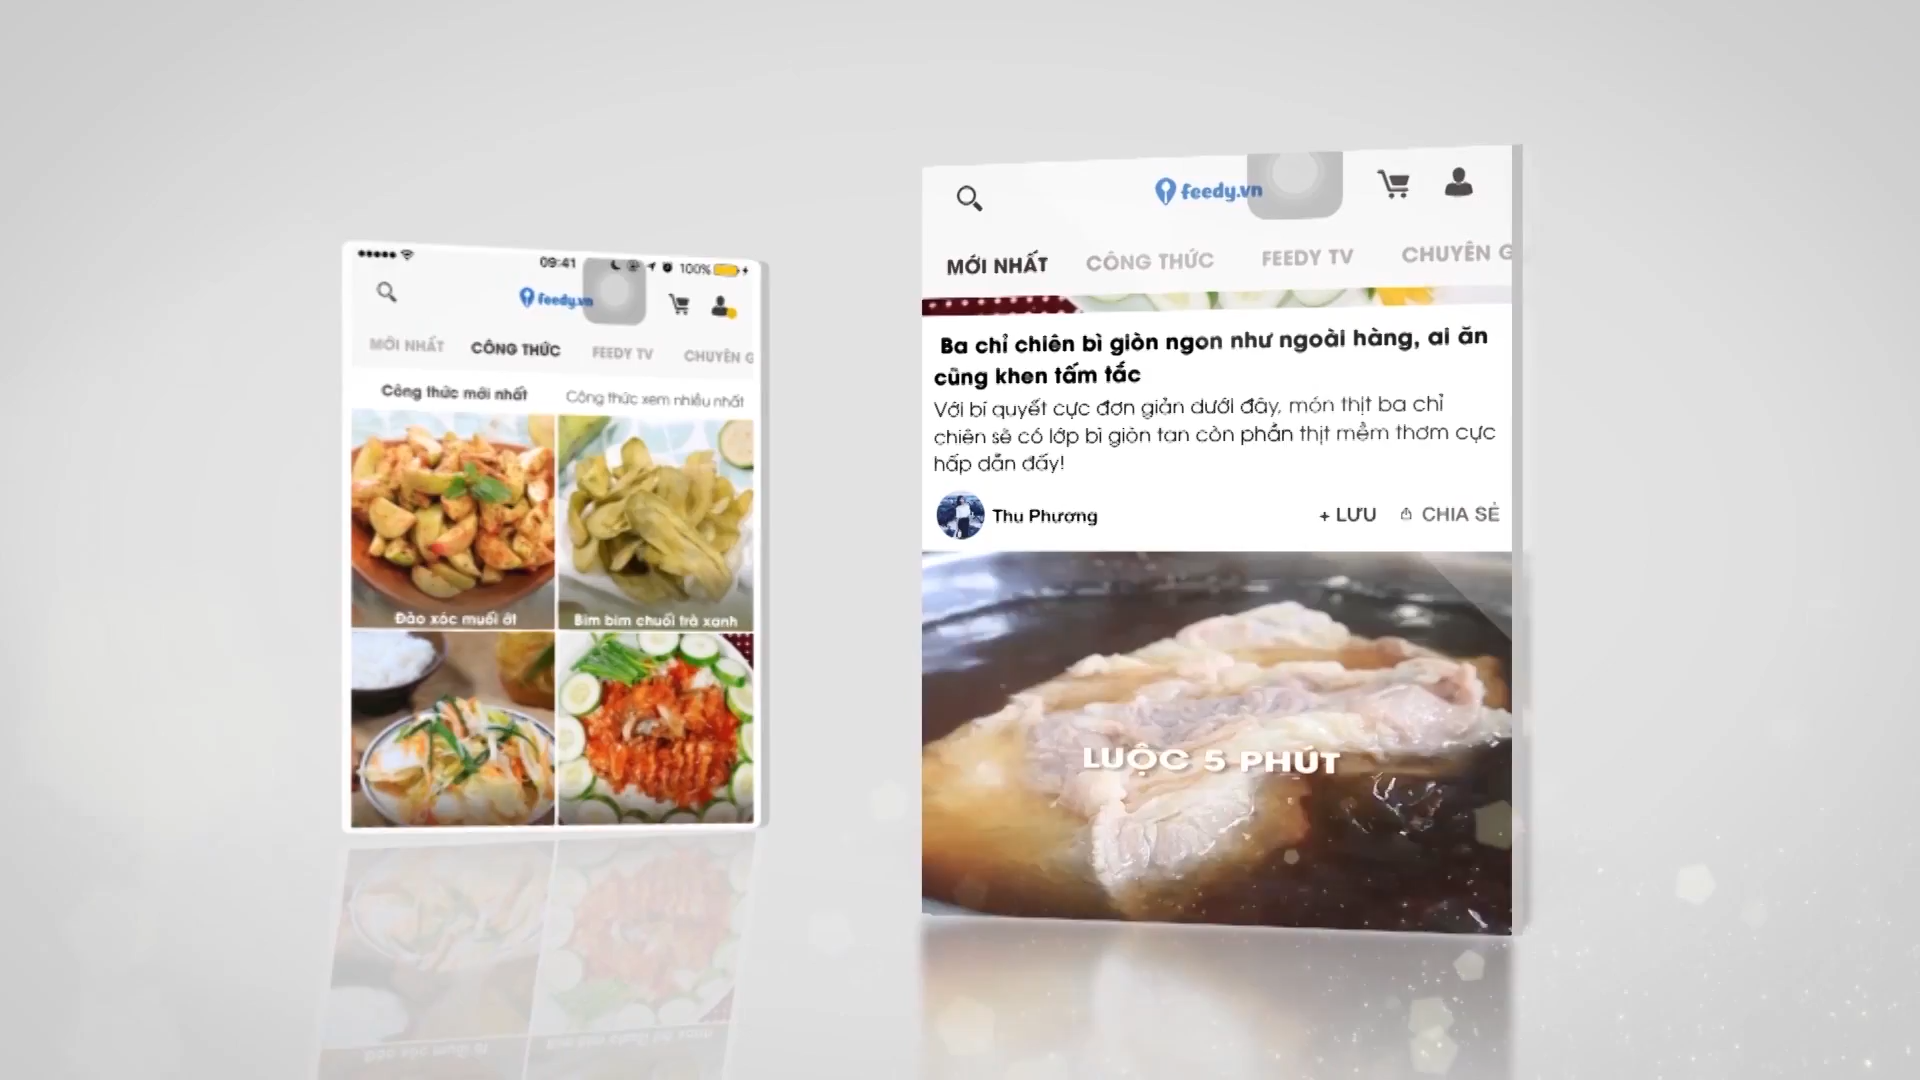 09:41
100%
feedy.vn
MỚI NHẤT CÔNG THỨC FEEDY TV CHUYÊN G
Công thức mới nhất Công thức xem nhiều nhất
Đào xóc muối ớt
Bim bim chuối trà xanh
feedy.vn
MỚI NHẤT CÔNG THỨC FEEDY TV CHUYÊN G
Ba chỉ chiên bì giòn ngon như ngoài hàng, ai ăn
cũng khen tấm tắc
Với bí quyết cực đơn giản dưới đây, món thịt ba chỉ
chiên sẽ có lớp bì giòn tan còn phần thịt mềm thơm cực
hấp dẫn đấy!
Thu Phương
+ LƯU CHIA SẺ
LUỘC 5 PHÚT